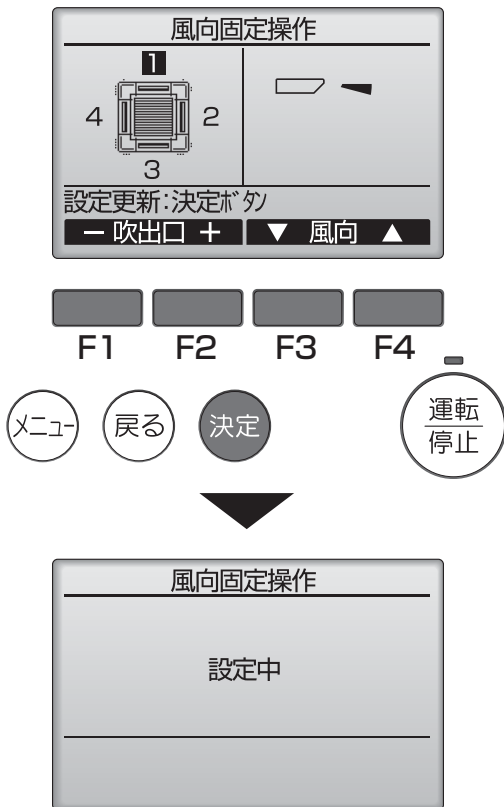 風向固定操作
1
4 2
3
設定更新:決定ボタン
− 吹出口 + ▼ 風向 ▲
F1 F2 F3 F4
メニュー 戻る 決定 運転
停止
風向固定操作
設定中